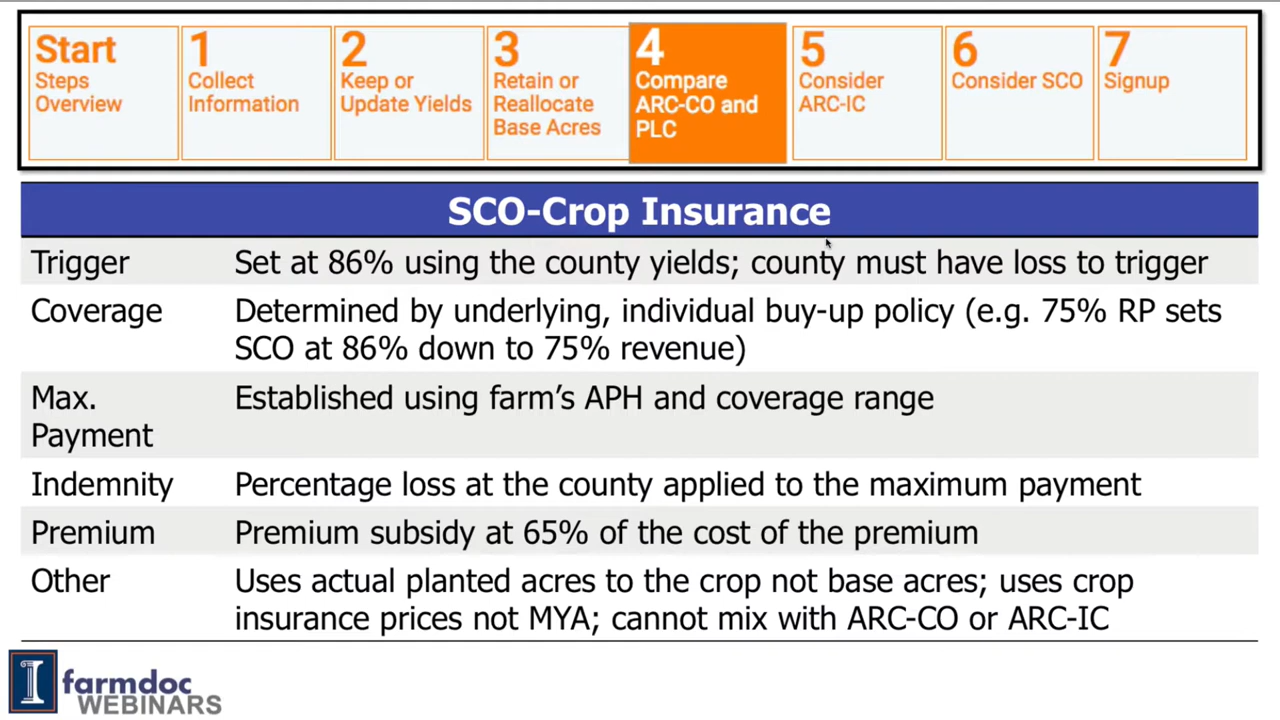 Start
Steps
Overview
1
Collect
Information
2
Keep or
Update Yields
3
Retain or
Reallocate
Base Acres
4
Compare
ARC-CO and
PLC
5
Consider
ARC-IC
6
Consider SCO
7
Signup
SCO-Crop Insurance
Trigger
Set at 86% using the county yields; county must have loss to trigger
Coverage
Determined by underlying, individual buy-up policy (e.g. 75% RP sets
SCO at 86% down to 75% revenue)
Max.
Payment
Established using farm's APH and coverage range
Indemnity
Percentage loss at the county applied to the maximum payment
Premium
Premium subsidy at 65% of the cost of the premium
Other
Uses actual planted acres to the crop not base acres; uses crop
insurance prices not MYA; cannot mix with ARC-CO or ARC-IC
I farmdoc
WEBINARS